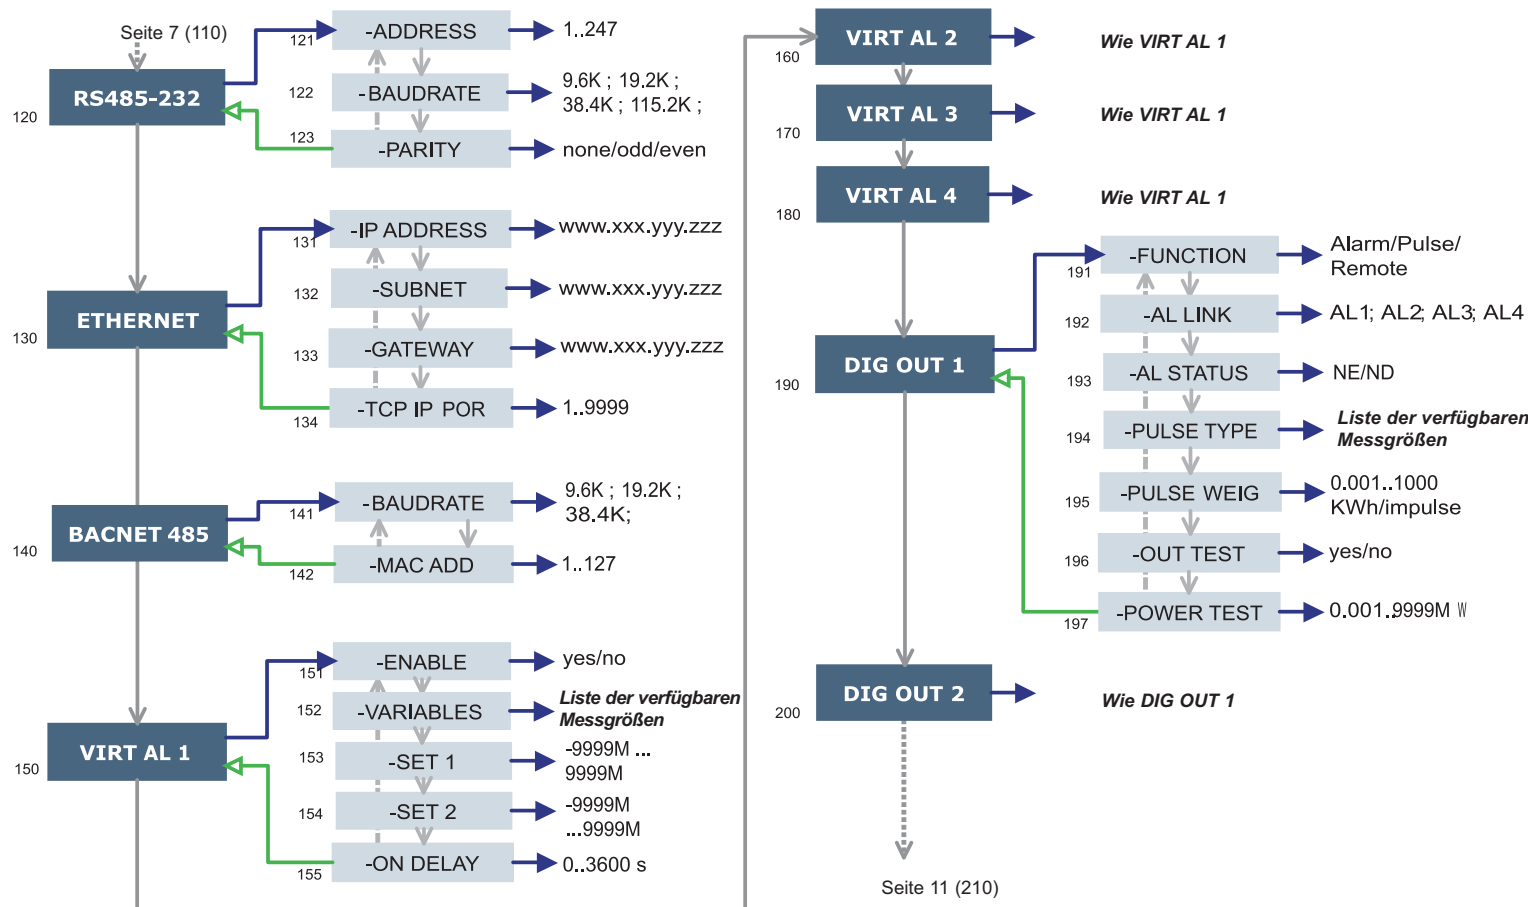 Seite 7 (110)
120
RS485-232
121
-ADDRESS
1..247
122
-BAUDRATE
9.6K ; 19.2K ;
38.4K ; 115.2K ;
123
-PARITY
none/odd/even
130
ETHERNET
131
-IP ADDRESS
www.xxx.yyy.zzz
132
-SUBNET
www.xxx.yyy.zzz
133
-GATEWAY
www.xxx.yyy.zzz
134
-TCP IP POR
1..9999
140
BACNET 485
141
-BAUDRATE
9.6K ; 19.2K ;
38.4K;
142
-MAC ADD
1..127
150
VIRT AL 1
151
-ENABLE
yes/no
152
-VARIABLES
Liste der verfügbaren
Messgrößen
153
-SET 1
-9999M ...
9999M
154
-SET 2
-9999M
...9999M
155
-ON DELAY
0..3600 s
160
VIRT AL 2
Wie VIRT AL 1
170
VIRT AL 3
Wie VIRT AL 1
180
VIRT AL 4
Wie VIRT AL 1
190
DIG OUT 1
191
-FUNCTION
Alarm/Pulse/
Remote
192
-AL LINK
AL1; AL2; AL3; AL4
193
-AL STATUS
NE/ND
194
-PULSE TYPE
Liste der verfügbaren
Messgrößen
195
-PULSE WEIG
0.001..1000
KWh/impulse
196
-OUT TEST
yes/no
197
-POWER TEST
0.001..9999M W
200
DIG OUT 2
Wie DIG OUT 1
Seite 11 (210)